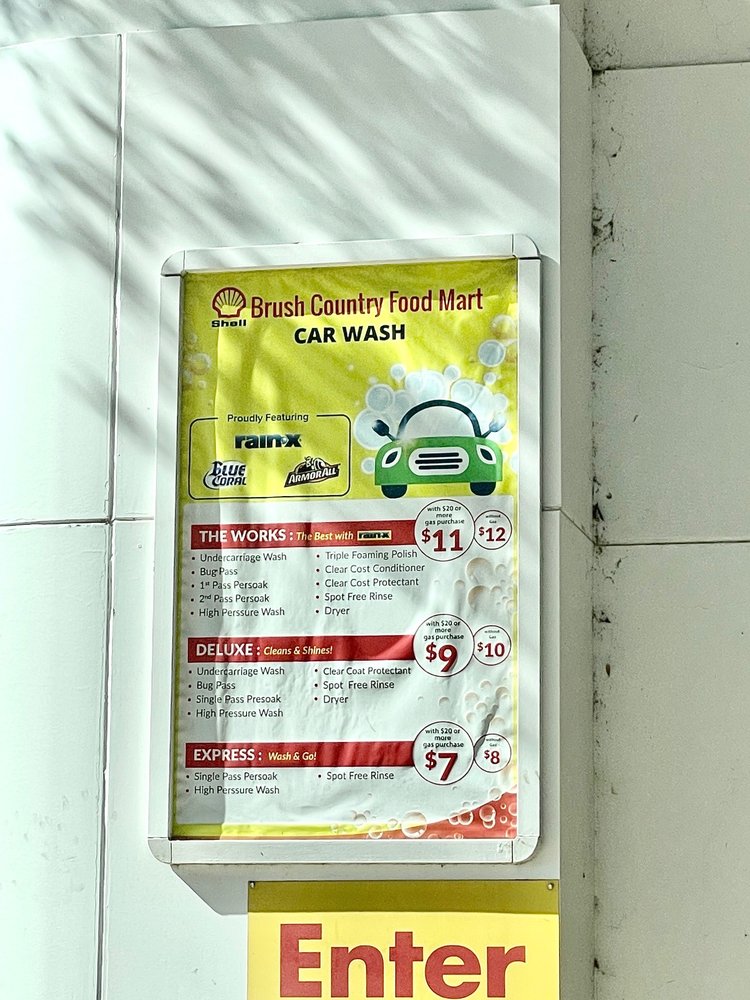 Shell
Brush Country Food Mart
CAR WASH
Proudly Featuring
rain-x
BLUE CORAL
ARMOR ALL
THE WORKS : The Best with rain-x
with $20 or
more
gas purchase
$11
without
Gas
$12
• Undercarriage Wash
• Bug Pass
• 1st Pass Persoak
• 2nd Pass Persoak
• High Perssure Wash
• Triple Foaming Polish
• Clear Cost Conditioner
• Clear Cost Protectant
• Spot Free Rinse
• Dryer
DELUXE : Cleans & Shines!
with $20 or
more
gas purchase
$9
without
Gas
$10
• Undercarriage Wash
• Bug Pass
• Single Pass Presoak
• High Pressure Wash
• Clear Coat Protectant
• Spot Free Rinse
• Dryer
EXPRESS : Wash & Go!
with $20 or
more
gas purchase
$7
without
Gas
$8
• Single Pass Persoak
• High Perssure Wash
• Spot Free Rinse
Enter